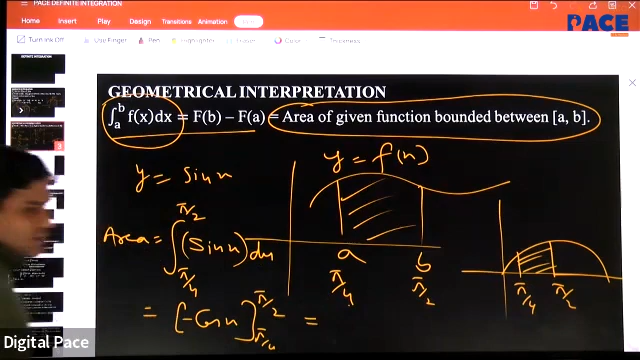 PACE DEFINITE INTEGRATION
Home Insert Draw Design Transitions Animation
Turn Ink Off Use Finger Pen Highlighter Eraser Color Thickness
PACE
GEOMETRICAL INTERPRETATION
∫ₐᵇ f(x)dx = F(b) – F(a) = Area of given function bounded between [a, b].
y = f(x)
y = sin x
Area = ∫_{π/4}^{π/2} (sin x) dx
a b
π/4 π/2
π/4 π/2
= [-cos x]_{π/4}^{π/2} =
3
Digital Pace